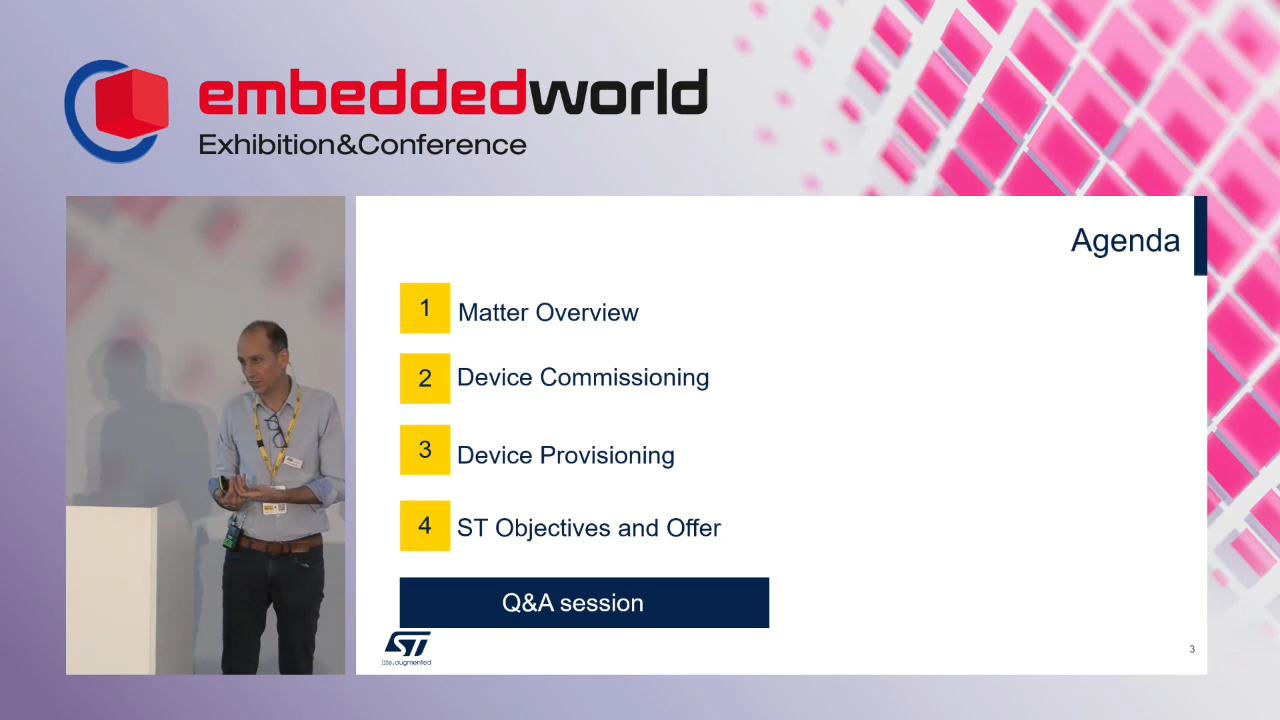 embeddedworld
Exhibition&Conference
Agenda
1 Matter Overview
2 Device Commissioning
3 Device Provisioning
4 ST Objectives and Offer
Q&A session
ST
life.augmented
3